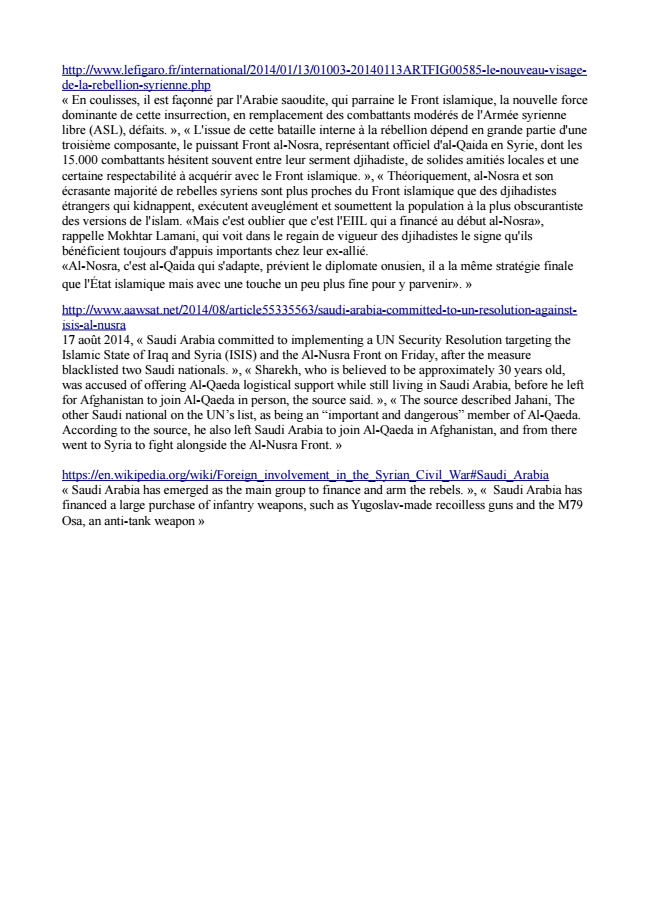 http://www.lefigaro.fr/international/2014/01/13/01003-20140113ARTFIG00585-le-nouveau-visage-
de-la-rebellion-syrienne.php
« En coulisses, il est façonné par l'Arabie saoudite, qui parraine le Front islamique, la nouvelle force
dominante de cette insurrection, en remplacement des combattants modérés de l'Armée syrienne
libre (ASL), défaits. », « L'issue de cette bataille interne à la rébellion dépend en grande partie d'une
troisième composante, le puissant Front al-Nosra, représentant officiel d'al-Qaida en Syrie, dont les
15.000 combattants hésitent souvent entre leur serment djihadiste, de solides amitiés locales et une
certaine respectabilité à acquérir avec le Front islamique. », « Théoriquement, al-Nosra et son
écrasante majorité de rebelles syriens sont plus proches du Front islamique que des djihadistes
étrangers qui kidnappent, exécutent aveuglément et soumettent la population à la plus obscurantiste
des versions de l'islam. «Mais c'est oublier que c'est l'EIIL qui a financé au début al-Nosra»,
rappelle Mokhtar Lamani, qui voit dans le regain de vigueur des djihadistes le signe qu'ils
bénéficient toujours d'appuis importants chez leur ex-allié.
«Al-Nosra, c'est al-Qaida qui s'adapte, prévient le diplomate onusien, il a la même stratégie finale
que l'État islamique mais avec une touche un peu plus fine pour y parvenir». »
http://www.aawsat.net/2014/08/article55335563/saudi-arabia-committed-to-un-resolution-against-
isis-al-nusra
17 août 2014, « Saudi Arabia committed to implementing a UN Security Resolution targeting the
Islamic State of Iraq and Syria (ISIS) and the Al-Nusra Front on Friday, after the measure
blacklisted two Saudi nationals. », « Sharekh, who is believed to be approximately 30 years old,
was accused of offering Al-Qaeda logistical support while still living in Saudi Arabia, before he left
for Afghanistan to join Al-Qaeda in person, the source said. », « The source described Jahani, The
other Saudi national on the UN's list, as being an “important and dangerous” member of Al-Qaeda.
According to the source, he also left Saudi Arabia to join Al-Qaeda in Afghanistan, and from there
went to Syria to fight alongside the Al-Nusra Front. »
https://en.wikipedia.org/wiki/Foreign_involvement_in_the_Syrian_Civil_War#Saudi_Arabia
« Saudi Arabia has emerged as the main group to finance and arm the rebels. », «  Saudi Arabia has
financed a large purchase of infantry weapons, such as Yugoslav-made recoilless guns and the M79
Osa, an anti-tank weapon »